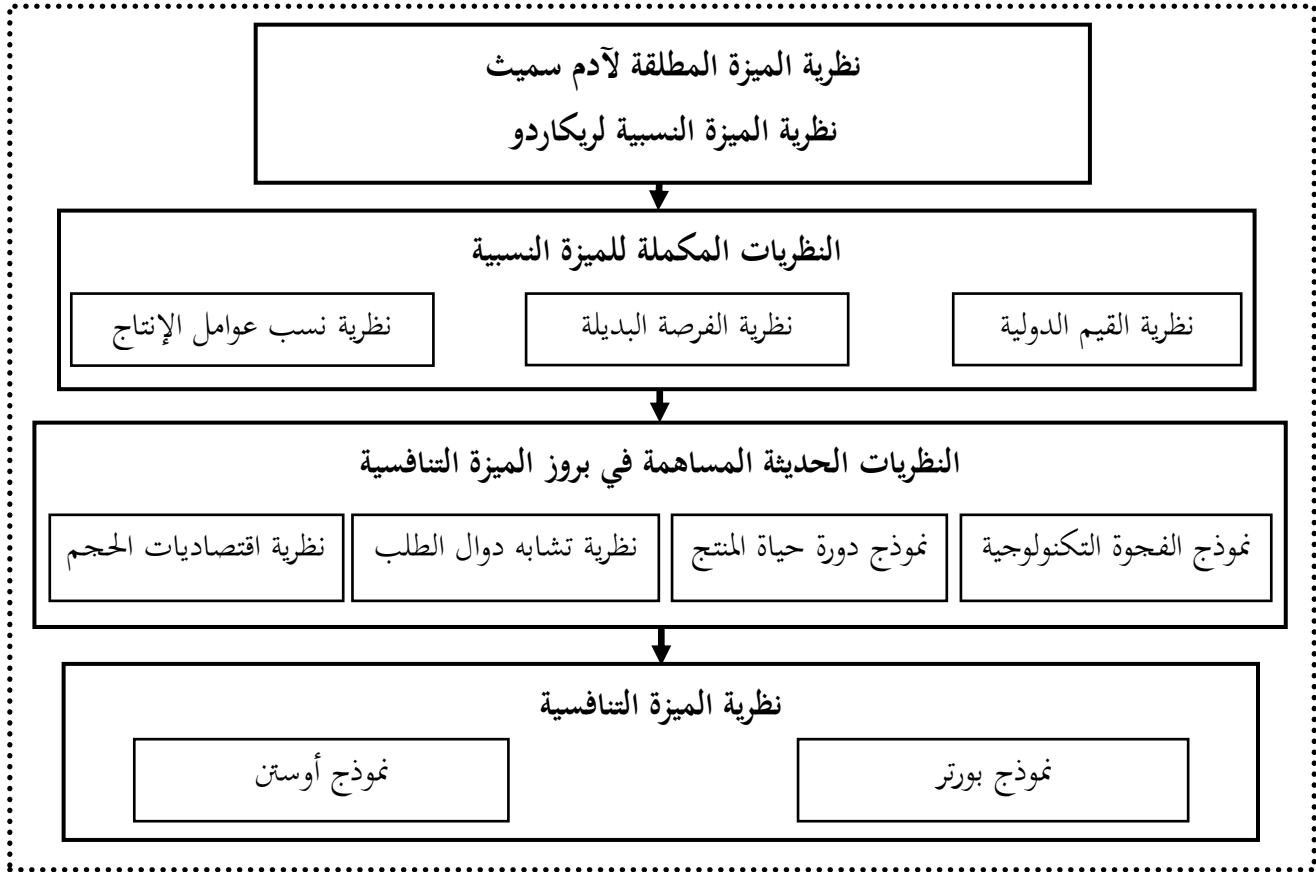 نظرية الميزة المطلقة لآدم سميث
نظرية الميزة النسبية لريكاردو
النظريات المكملة للميزة النسبية
نظرية القيم الدولية
نظرية الفرصة البديلة
نظرية نسب عوامل الإنتاج
النظريات الحديثة المساهمة في بروز الميزة التنافسية
نموذج الفجوة التكنولوجية
نموذج دورة حياة المنتج
نظرية تشابه دوال الطلب
نظرية اقتصاديات الحجم
نظرية الميزة التنافسية
نموذج بورتر
نموذج أوستن